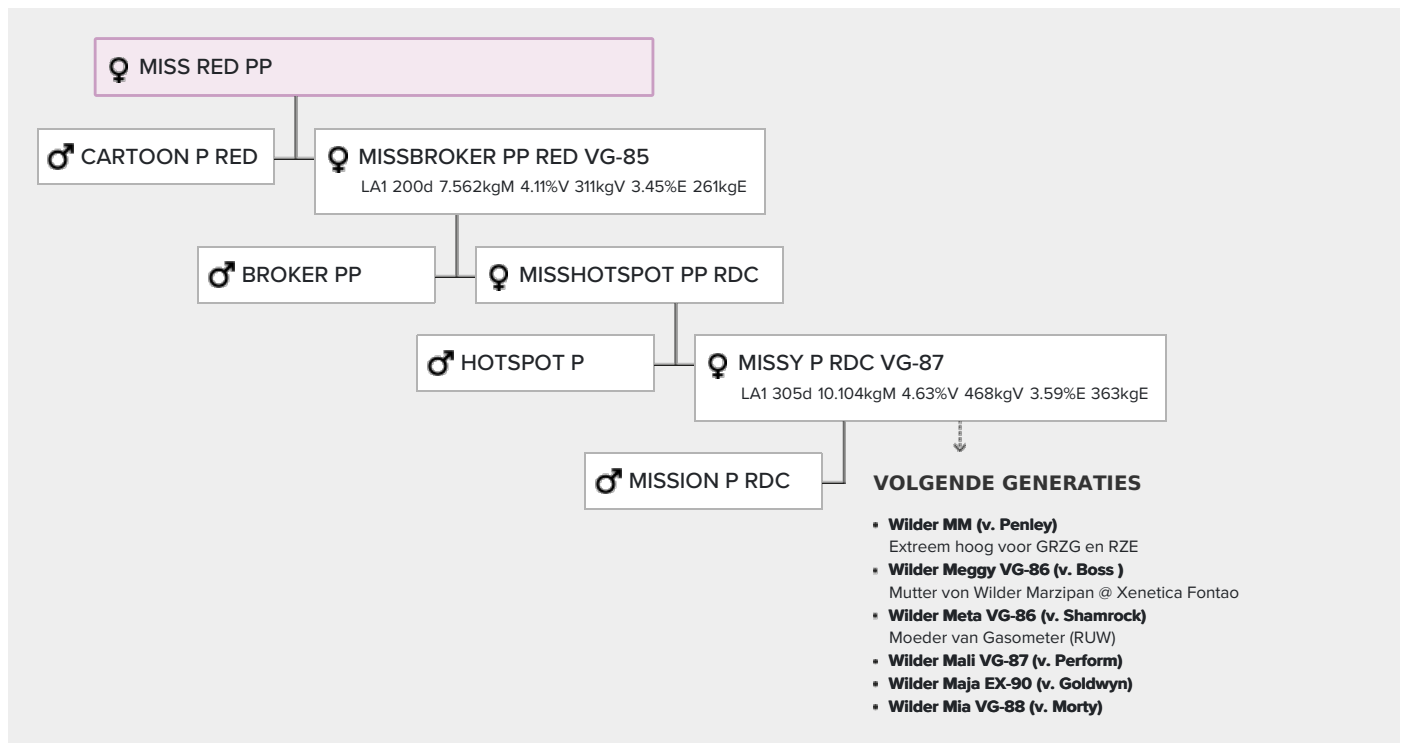 MISS RED PP
CARTOON P RED
MISSBROKER PP RED VG-85
LA1 200d 7.562kgM 4.11%V 311kgV 3.45%E 261kgE
BROKER PP
MISSHOTSPOT PP RDC
HOTSPOT P
MISSY P RDC VG-87
LA1 305d 10.104kgM 4.63%V 468kgV 3.59%E 363kgE
MISSION P RDC
VOLGENDE GENERATIES
Wilder MM (v. Penley)
Extreem hoog voor GRZG en RZE
Wilder Meggy VG-86 (v. Boss )
Mutter von Wilder Marzipan @ Xenetica Fontao
Wilder Meta VG-86 (v. Shamrock)
Moeder van Gasometer (RUW)
Wilder Mali VG-87 (v. Perform)
Wilder Maja EX-90 (v. Goldwyn)
Wilder Mia VG-88 (v. Morty)